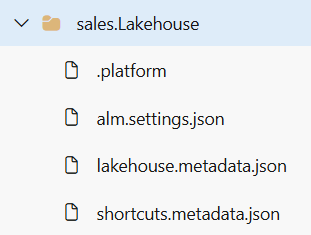 sales.Lakehouse
.platform
alm.settings.json
lakehouse.metadata.json
shortcuts.metadata.json